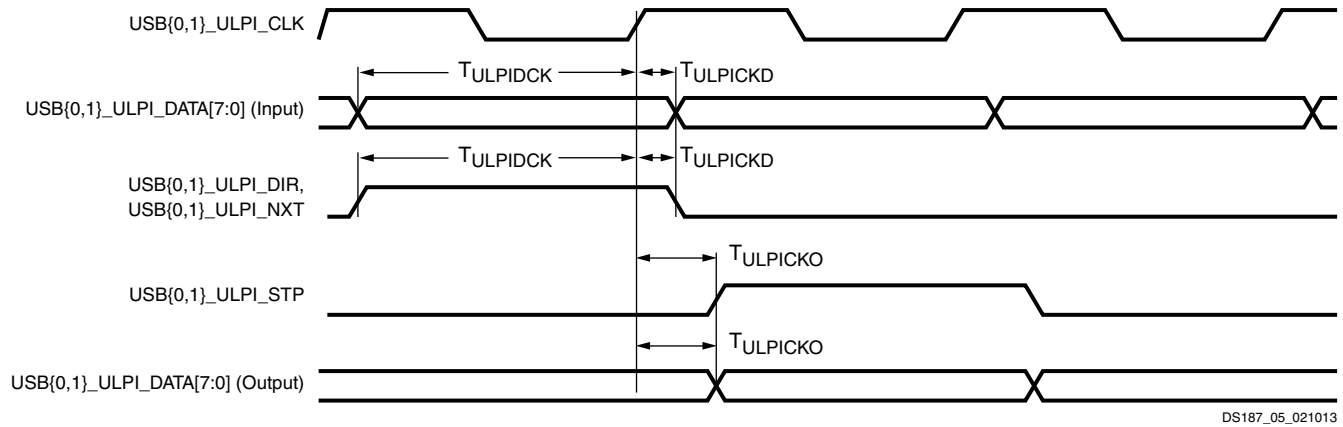 USB{0,1}_ULPI_CLK
TULPIDCK TULPICKD
USB{0,1}_ULPI_DATA[7:0] (Input)
TULPIDCK TULPICKD
USB{0,1}_ULPI_DIR,
USB{0,1}_ULPI_NXT
TULPICKO
USB{0,1}_ULPI_STP
TULPICKO
USB{0,1}_ULPI_DATA[7:0] (Output)
DS187_05_021013